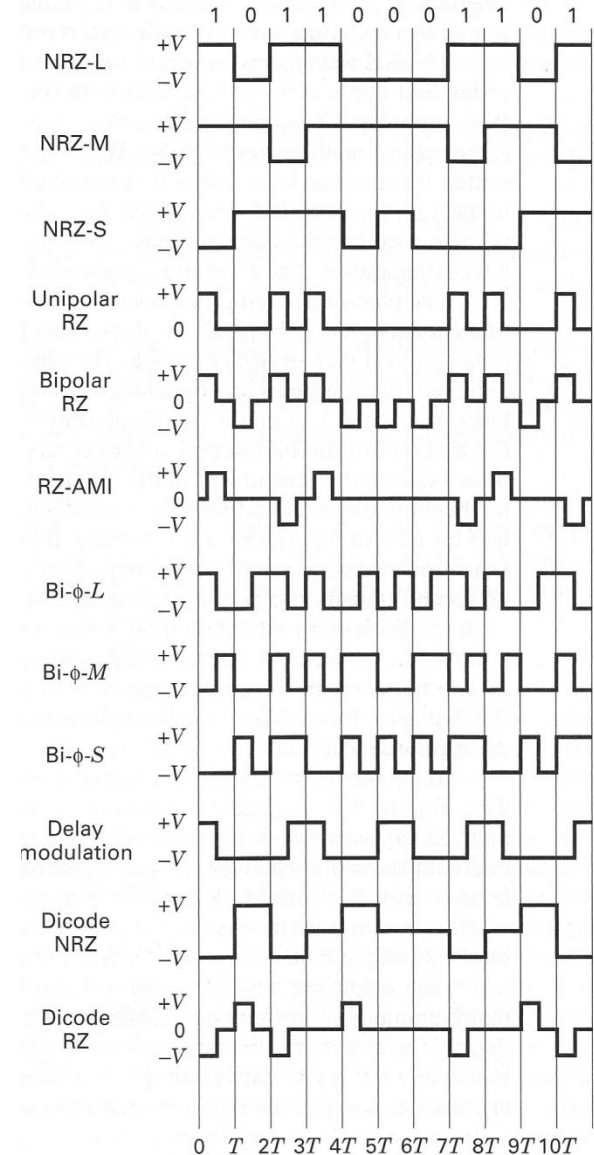 1 0 1 1 0 0 0 1 1 0 1
NRZ-L
+V
−V
NRZ-M
+V
−V
NRZ-S
+V
−V
Unipolar
RZ
+V
0
Bipolar
RZ
+V
0
−V
RZ-AMI
+V
0
−V
Bi-ϕ-L
+V
−V
Bi-ϕ-M
+V
−V
Bi-ϕ-S
+V
−V
Delay
modulation
+V
−V
Dicode
NRZ
+V
0
−V
Dicode
RZ
+V
0
−V
0 T 2T 3T 4T 5T 6T 7T 8T 9T 10T